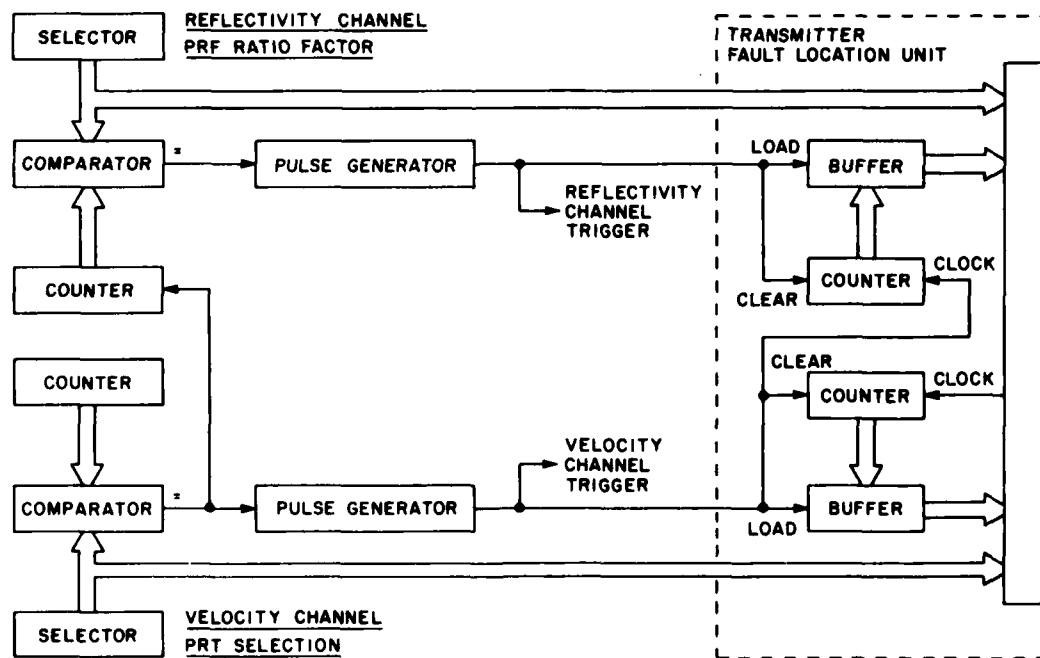 SELECTOR
REFLECTIVITY CHANNEL
PRF RATIO FACTOR
TRANSMITTER
FAULT LOCATION UNIT
COMPARATOR
=
PULSE GENERATOR
LOAD
BUFFER
REFLECTIVITY
CHANNEL
TRIGGER
COUNTER
CLEAR
COUNTER
CLOCK
COUNTER
CLEAR
COUNTER
CLOCK
VELOCITY
CHANNEL
TRIGGER
COMPARATOR
=
PULSE GENERATOR
LOAD
BUFFER
SELECTOR
VELOCITY CHANNEL
PRT SELECTION